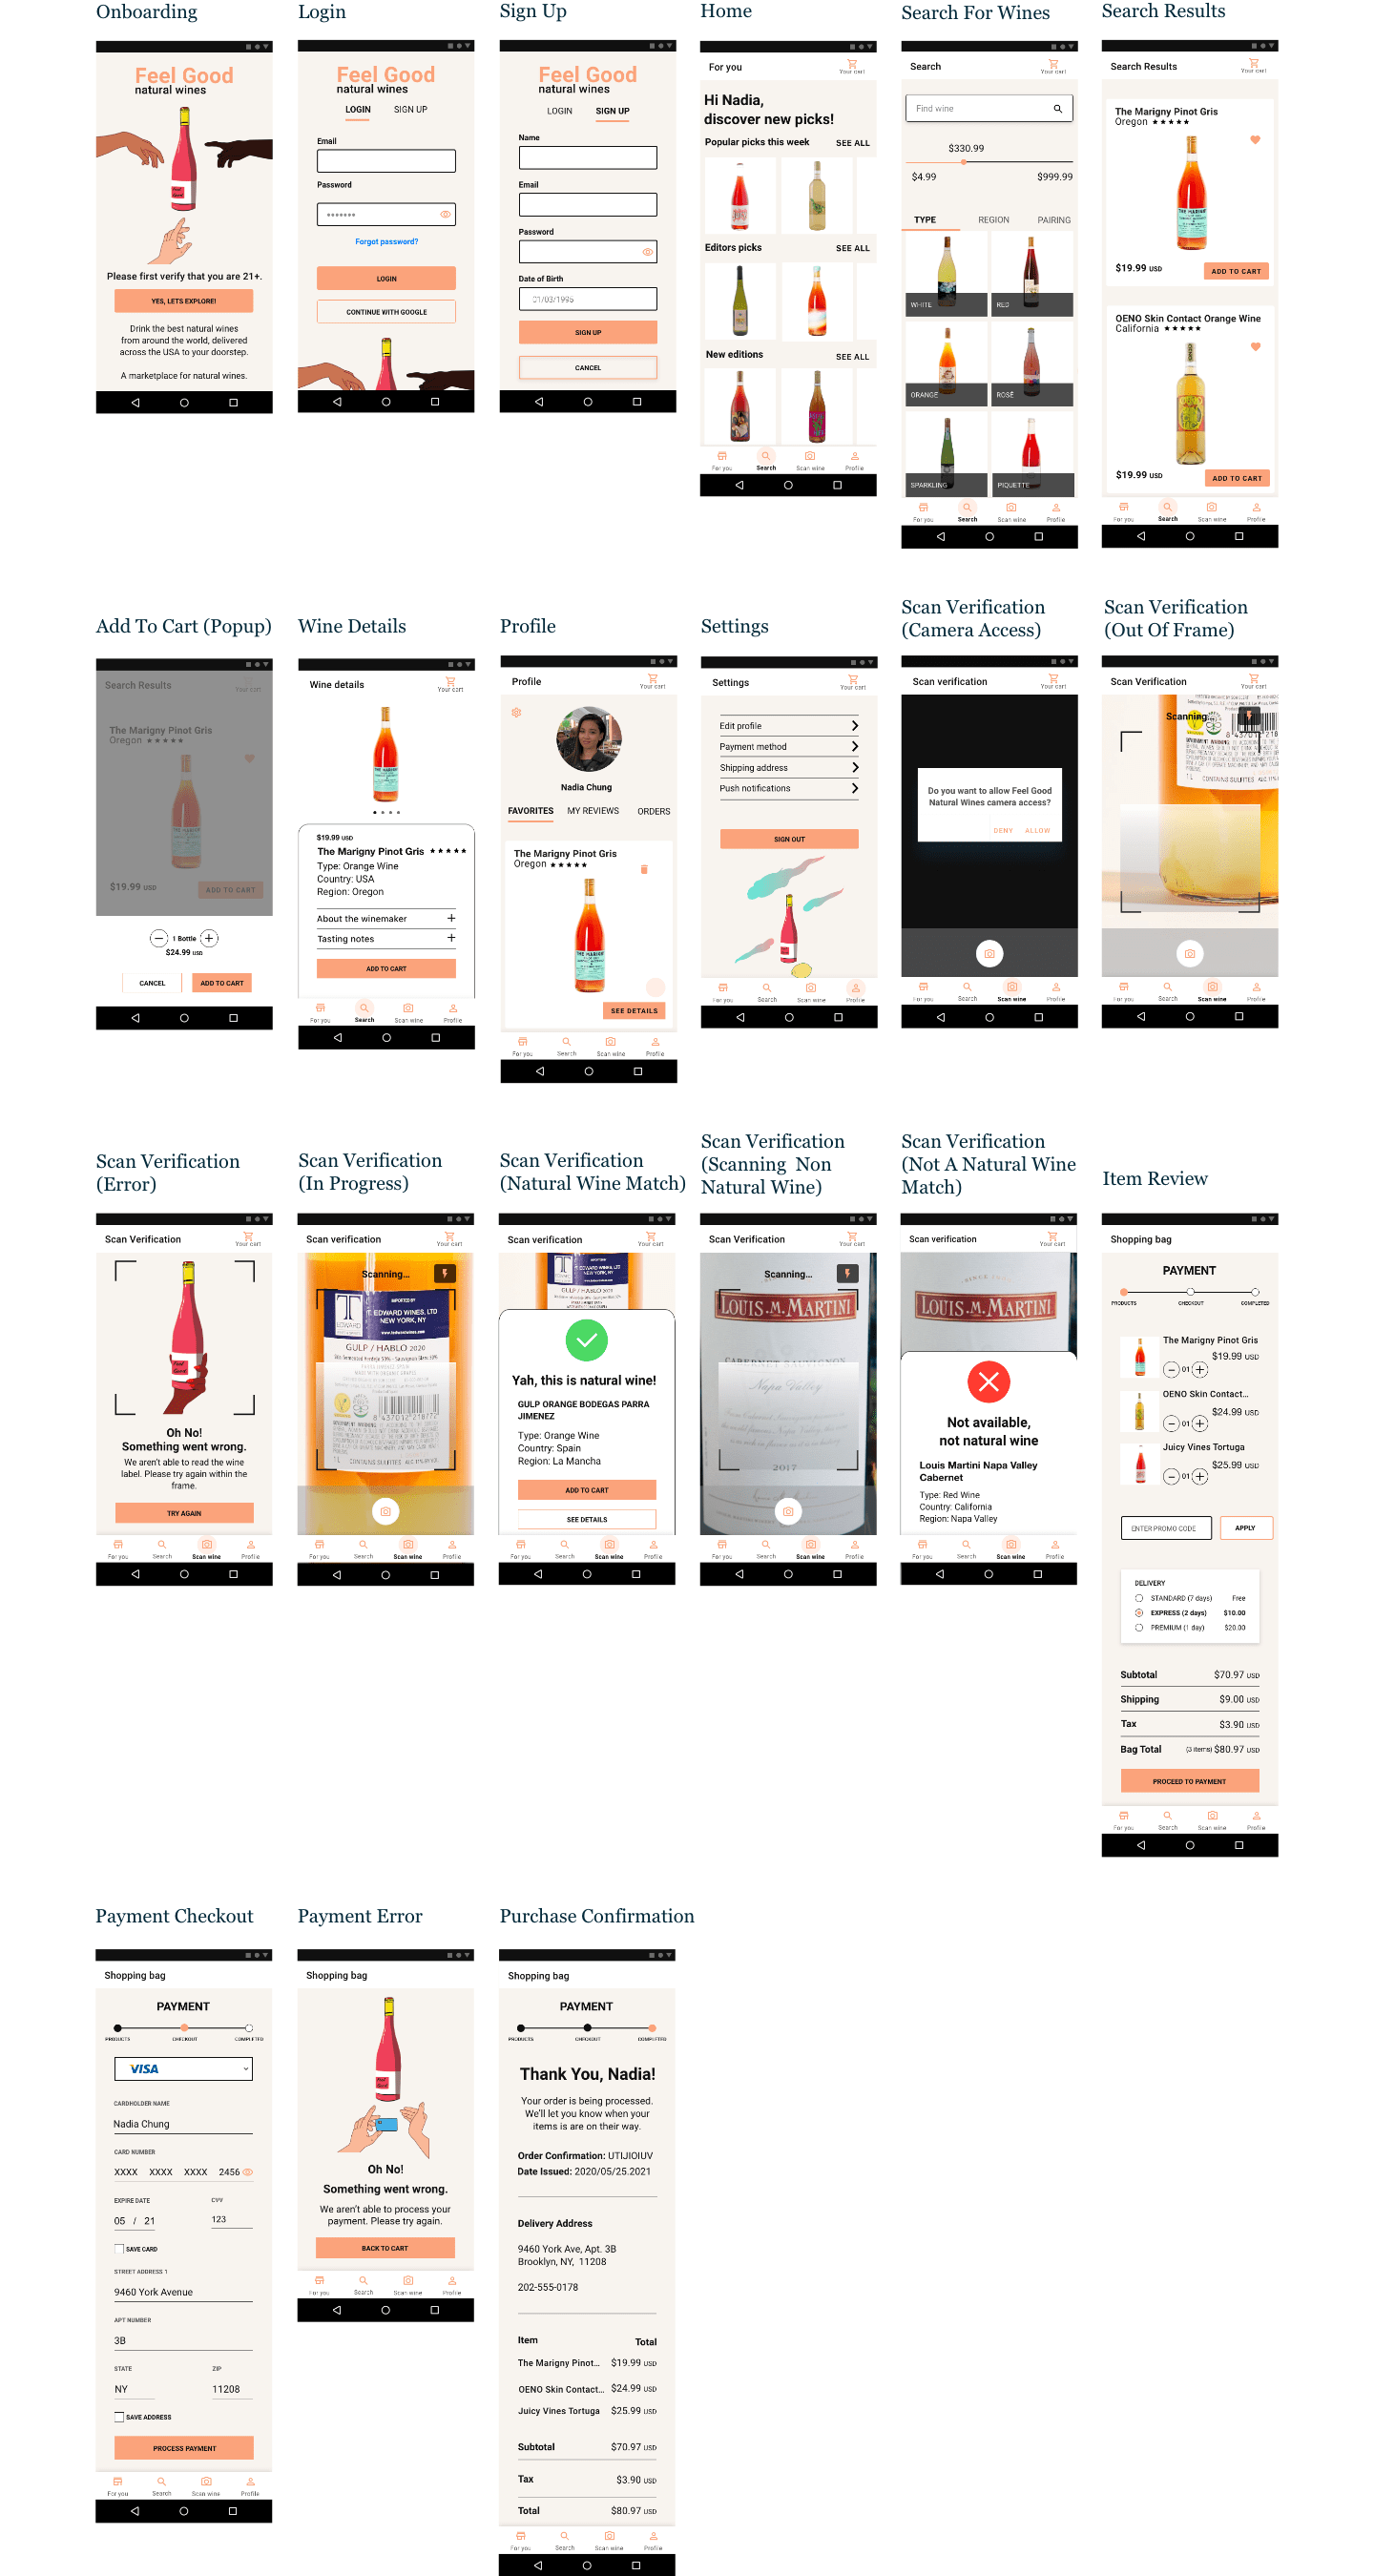 Onboarding
Feel Good
natural wines
Please first verify that you are 21+.
YES, LETS EXPLORE!
Drink the best natural wines
from around the world, delivered
across the USA to your doorstep.
A marketplace for natural wines.
Login
Feel Good
natural wines
LOGIN SIGN UP
Email
Password
Forgot password?
LOGIN
CONTINUE WITH GOOGLE
Sign Up
Feel Good
natural wines
LOGIN SIGN UP
Name
Email
Password
Date of Birth
01/03/1996
SIGN UP
CANCEL
Home
For you
Your cart
Hi Nadia,
discover new picks!
Popular picks this week SEE ALL
Editors picks SEE ALL
New editions SEE ALL
For you Search Scan wine Profile
Search For Wines
Search
Your cart
Find wine
$330.99
$4.99 $999.99
TYPE REGION PAIRING
WHITE RED
ORANGE ROSÉ
SPARKLING PIQUETTE
For you Search Scan wine Profile
Search Results
Search Results
Your cart
The Marigny Pinot Gris
Oregon
THE MARIGNY
$19.99 USD ADD TO CART
OENO Skin Contact Orange Wine
California
$19.99 USD ADD TO CART
For you Search Scan wine Profile
Add To Cart (Popup)
Search Results
Your cart
The Marigny Pinot Gris
Oregon
$19.99 USD ADD TO CART
1 Bottle
$24.99 USD
CANCEL ADD TO CART
Wine Details
Wine details
Your cart
THE MARIGNY
$19.99 USD
The Marigny Pinot Gris
Type: Orange Wine
Country: USA
Region: Oregon
About the winemaker
Tasting notes
ADD TO CART
For you Search Scan wine Profile
Profile
Profile
Your cart
Nadia Chung
FAVORITES MY REVIEWS ORDERS
The Marigny Pinot Gris
Oregon
THE MARIGNY
SEE DETAILS
For you Search Scan wine Profile
Settings
Settings
Your cart
Edit profile
Payment method
Shipping address
Push notifications
SIGN OUT
For you Search Scan wine Profile
Scan Verification
(Camera Access)
Scan verification
Your cart
Do you want to allow Feel Good
Natural Wines camera access?
DENY ALLOW
For you Search Scan wine Profile
Scan Verification
(Out Of Frame)
Scan Verification
Your cart
Scanning...
CONTAINS SULFITES
For you Search Scan wine Profile
Scan Verification
(Error)
Scan Verification
Your cart
Feel
Good
Oh No!
Something went wrong.
We aren't able to read the wine
label. Please try again within the
frame.
TRY AGAIN
For you Search Scan wine Profile
Scan Verification
(In Progress)
Scan verification
Your cart
Scanning...
IMPORTED BY
T. EDWARD WINES, LTD
NEW YORK, NY
www.tedwardwines.com
GULP / HABLO 2020
8 437012 218772
CONTAINS SULFITES
For you Search Scan wine Profile
Scan Verification
(Natural Wine Match)
Scan verification
Your cart
T. EDWARD WINES, LTD
NEW YORK, NY
GULP / HABLO 2020
Yah, this is natural wine!
GULP ORANGE BODEGAS PARRA
JIMENEZ
Type: Orange Wine
Country: Spain
Region: La Mancha
ADD TO CART
SEE DETAILS
For you Search Scan wine Profile
Scan Verification
(Scanning Non
Natural Wine)
Scan Verification
Your cart
Scanning...
LOUIS.M.MARTINI
CABERNET SAUVIGNON
Napa Valley
2017
For you Search Scan wine Profile
Scan Verification
(Not A Natural Wine
Match)
Scan verification
Your cart
LOUIS.M.MARTINI
Not available,
not natural wine
Louis Martini Napa Valley
Cabernet
Type: Red Wine
Country: California
Region: Napa Valley
For you Search Scan wine Profile
Item Review
Shopping bag
PAYMENT
PRODUCTS CHECKOUT COMPLETED
The Marigny Pinot Gris
$19.99 USD
01
OENO Skin Contact...
$24.99 USD
01
Juicy Vines Tortuga
$25.99 USD
01
ENTER PROMO CODE APPLY
DELIVERY
STANDARD (7 days) Free
EXPRESS (2 days) $10.00
PREMIUM (1 day) $20.00
Subtotal $70.97 USD
Shipping $9.00 USD
Tax $3.90 USD
Bag Total (3 items) $80.97 USD
PROCEED TO PAYMENT
For you Search Scan wine Profile
Payment Checkout
Shopping bag
PAYMENT
PRODUCTS CHECKOUT COMPLETED
VISA
CARDHOLDER NAME
Nadia Chung
CARD NUMBER
XXXX XXXX XXXX 2456
EXPIRE DATE CVV
05 / 21 123
SAVE CARD
STREET ADDRESS 1
9460 York Avenue
APT NUMBER
3B
STATE ZIP
NY 11208
SAVE ADDRESS
PROCESS PAYMENT
For you Search Scan wine Profile
Payment Error
Shopping bag
Oh No!
Something went wrong.
We aren't able to process your
payment. Please try again.
BACK TO CART
For you Search Scan wine Profile
Purchase Confirmation
Shopping bag
PAYMENT
PRODUCTS CHECKOUT COMPLETED
Thank You, Nadia!
Your order is being processed.
We'll let you know when your
items is are on their way.
Order Confirmation: UTIJIOIUV
Date Issued: 2020/05/25.2021
Delivery Address
9460 York Ave, Apt. 3B
Brooklyn, NY, 11208
202-555-0178
Item Total
The Marigny Pinot... $19.99 USD
OENO Skin Contact... $24.99 USD
Juicy Vines Tortuga $25.99 USD
Subtotal $70.97 USD
Tax $3.90 USD
Total $80.97 USD
For you Search Scan wine Profile